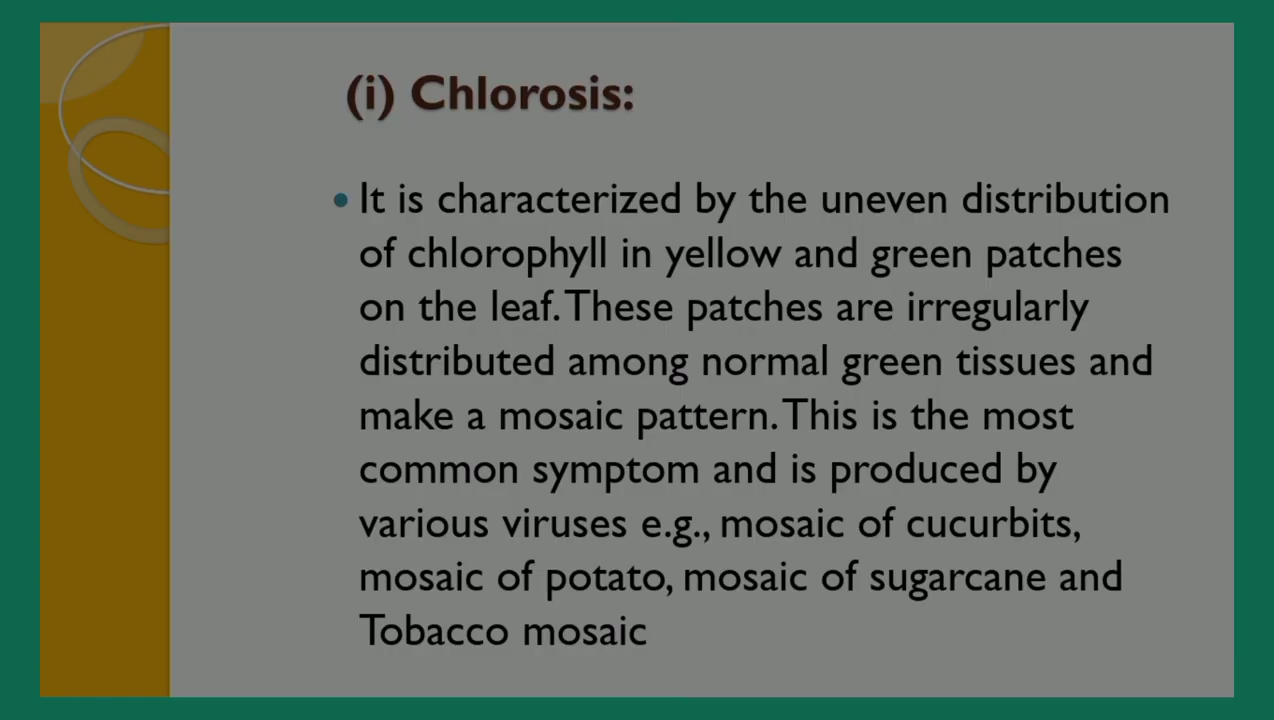 (i) Chlorosis:
• It is characterized by the uneven distribution
of chlorophyll in yellow and green patches
on the leaf. These patches are irregularly
distributed among normal green tissues and
make a mosaic pattern. This is the most
common symptom and is produced by
various viruses e.g., mosaic of cucurbits,
mosaic of potato, mosaic of sugarcane and
Tobacco mosaic